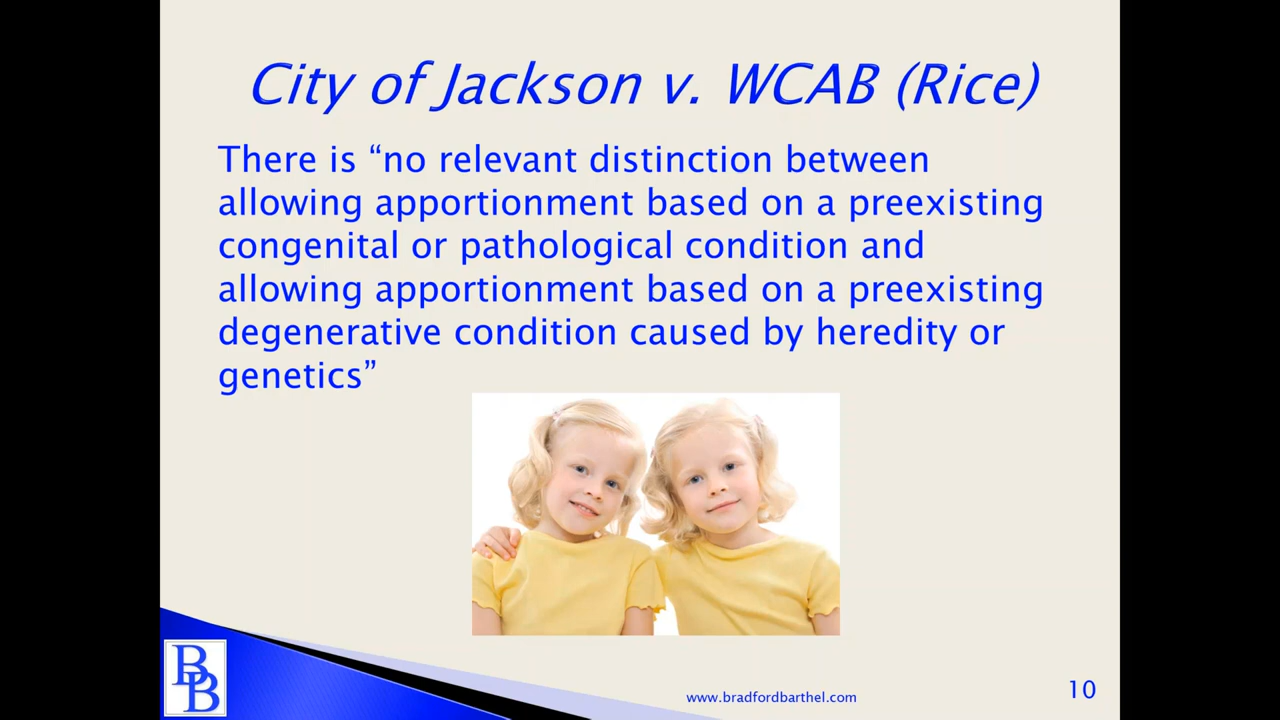 City of Jackson v. WCAB (Rice)
There is “no relevant distinction between
allowing apportionment based on a preexisting
congenital or pathological condition and
allowing apportionment based on a preexisting
degenerative condition caused by heredity or
genetics”
BB
www.bradfordbarthel.com
10